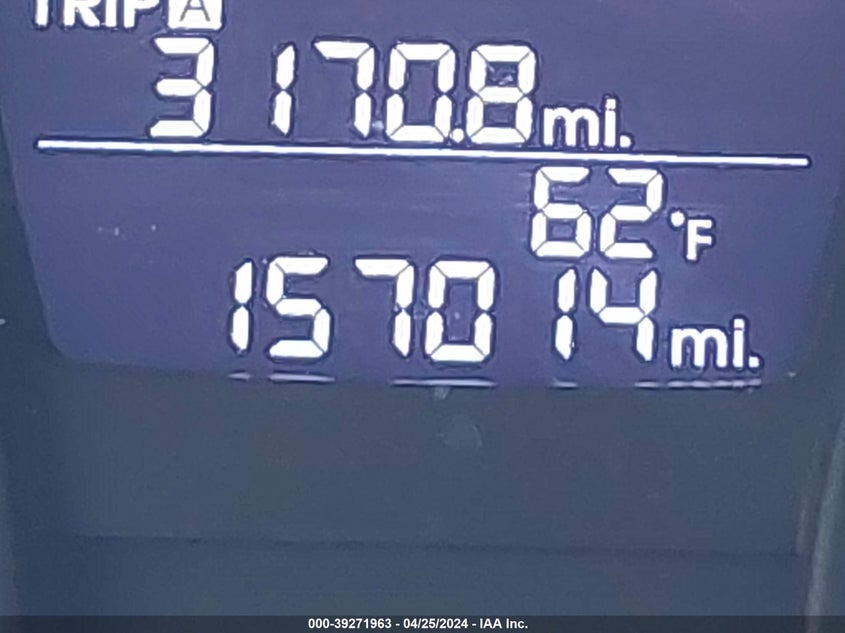 TRIP A
3170.8 mi.
62 °F
157014 mi.
000-39271963 - 04/25/2024 - IAA Inc.